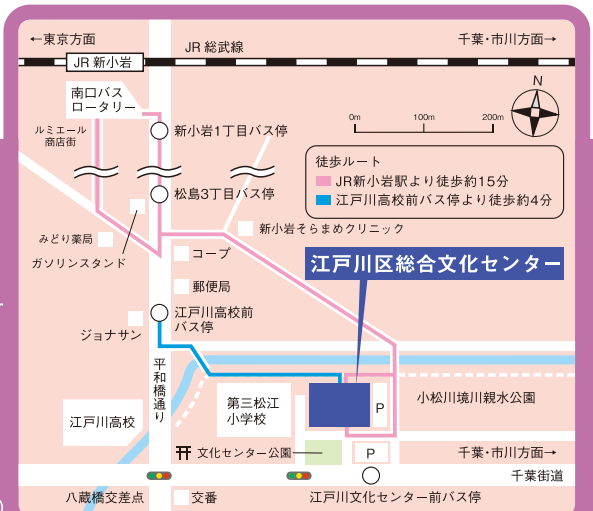 ←東京方面
JR 総武線
千葉・市川方面→
JR 新小岩
南口バス
ロータリー
N
ルミエール
商店街
新小岩1丁目バス停
0m 100m 200m
徒歩ルート
JR新小岩駅より徒歩約15分
江戸川高校前バス停より徒歩約4分
松島3丁目バス停
みどり薬局
ガソリンスタンド
新小岩そらまめクリニック
コープ
江戸川区総合文化センター
郵便局
江戸川高校前
バス停
ジョナサン
平和橋通り
江戸川高校
第三松江
小学校
P
小松川境川親水公園
文化センター公園
P
千葉・市川方面→
千葉街道
八蔵橋交差点
交番
江戸川文化センター前バス停